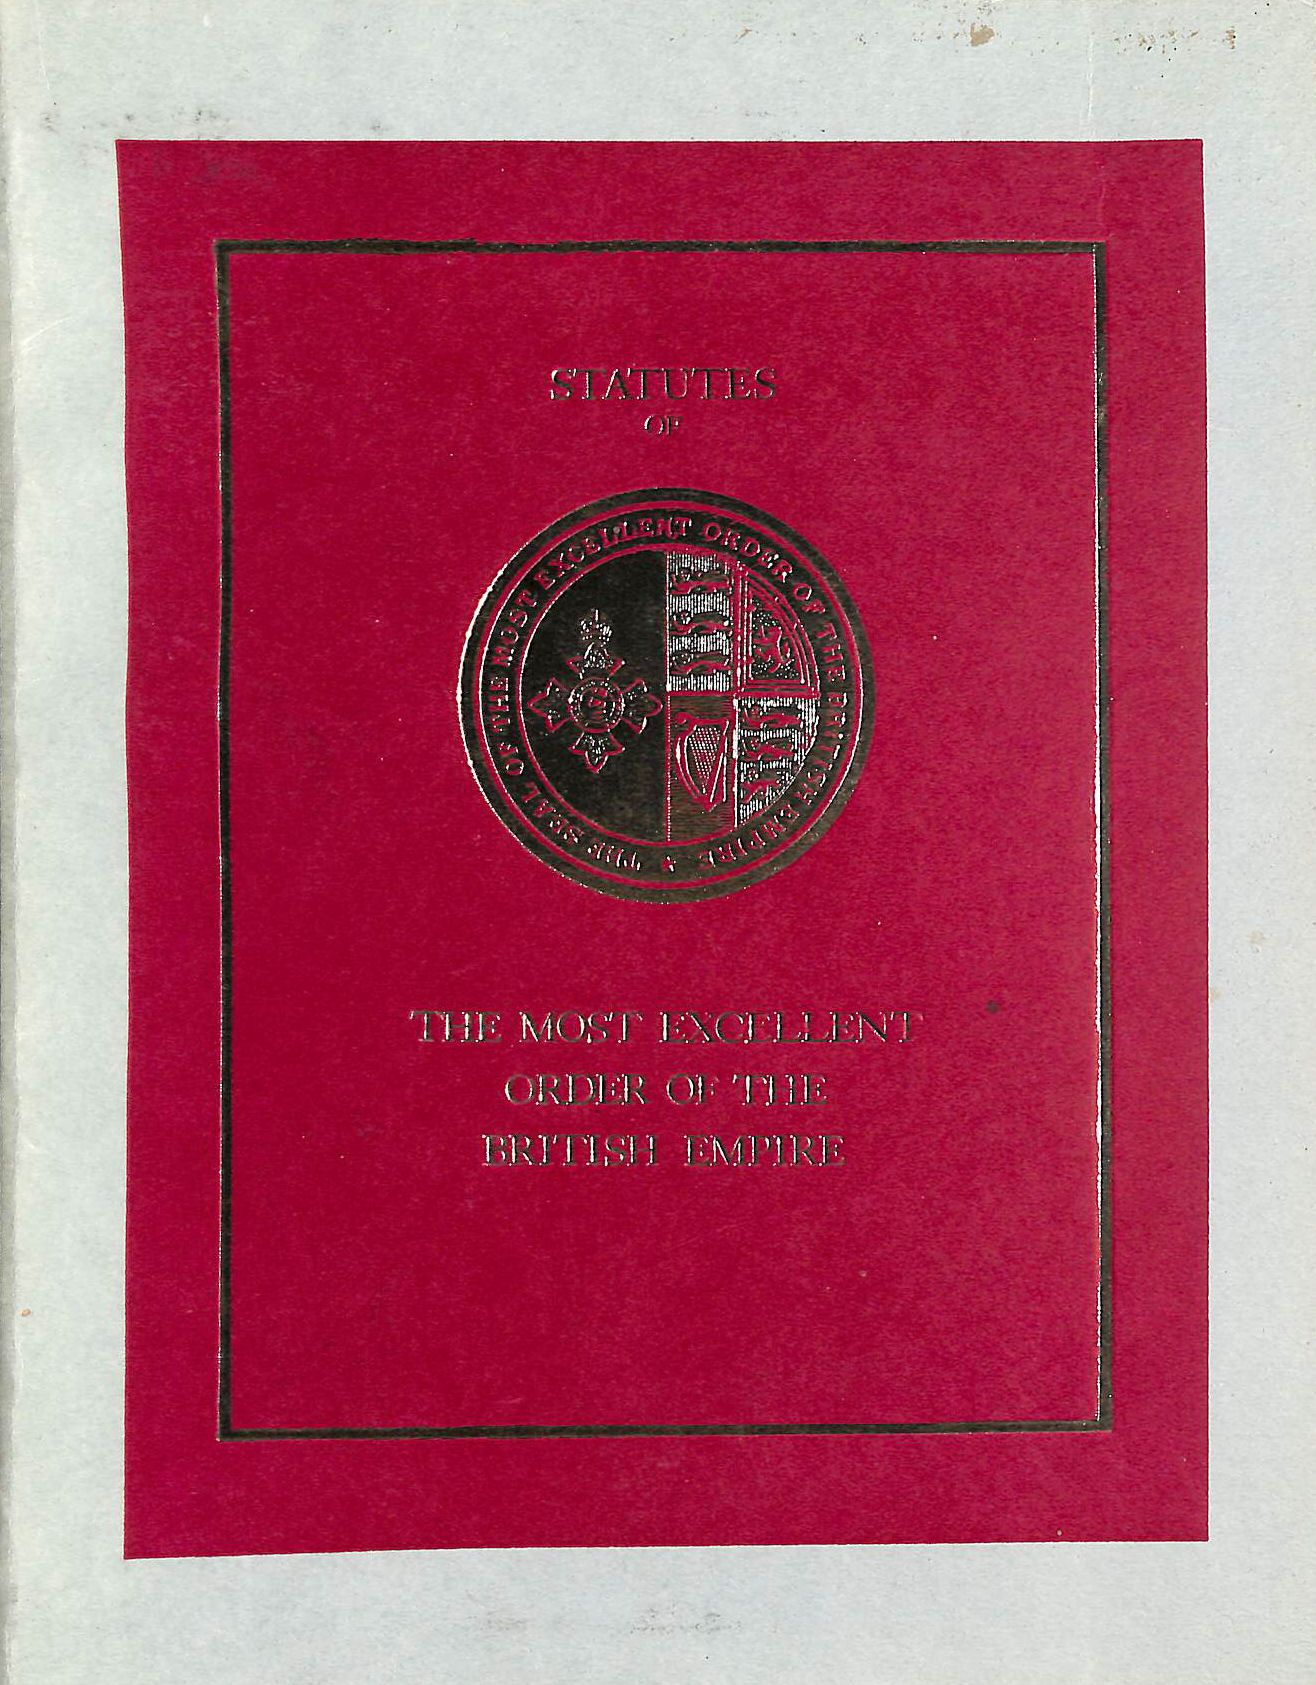 STATUTES
OF
THE SEAL OF THE MOST EXCELLENT ORDER OF THE BRITISH EMPIRE
THE MOST EXCELLENT
ORDER OF THE
BRITISH EMPIRE